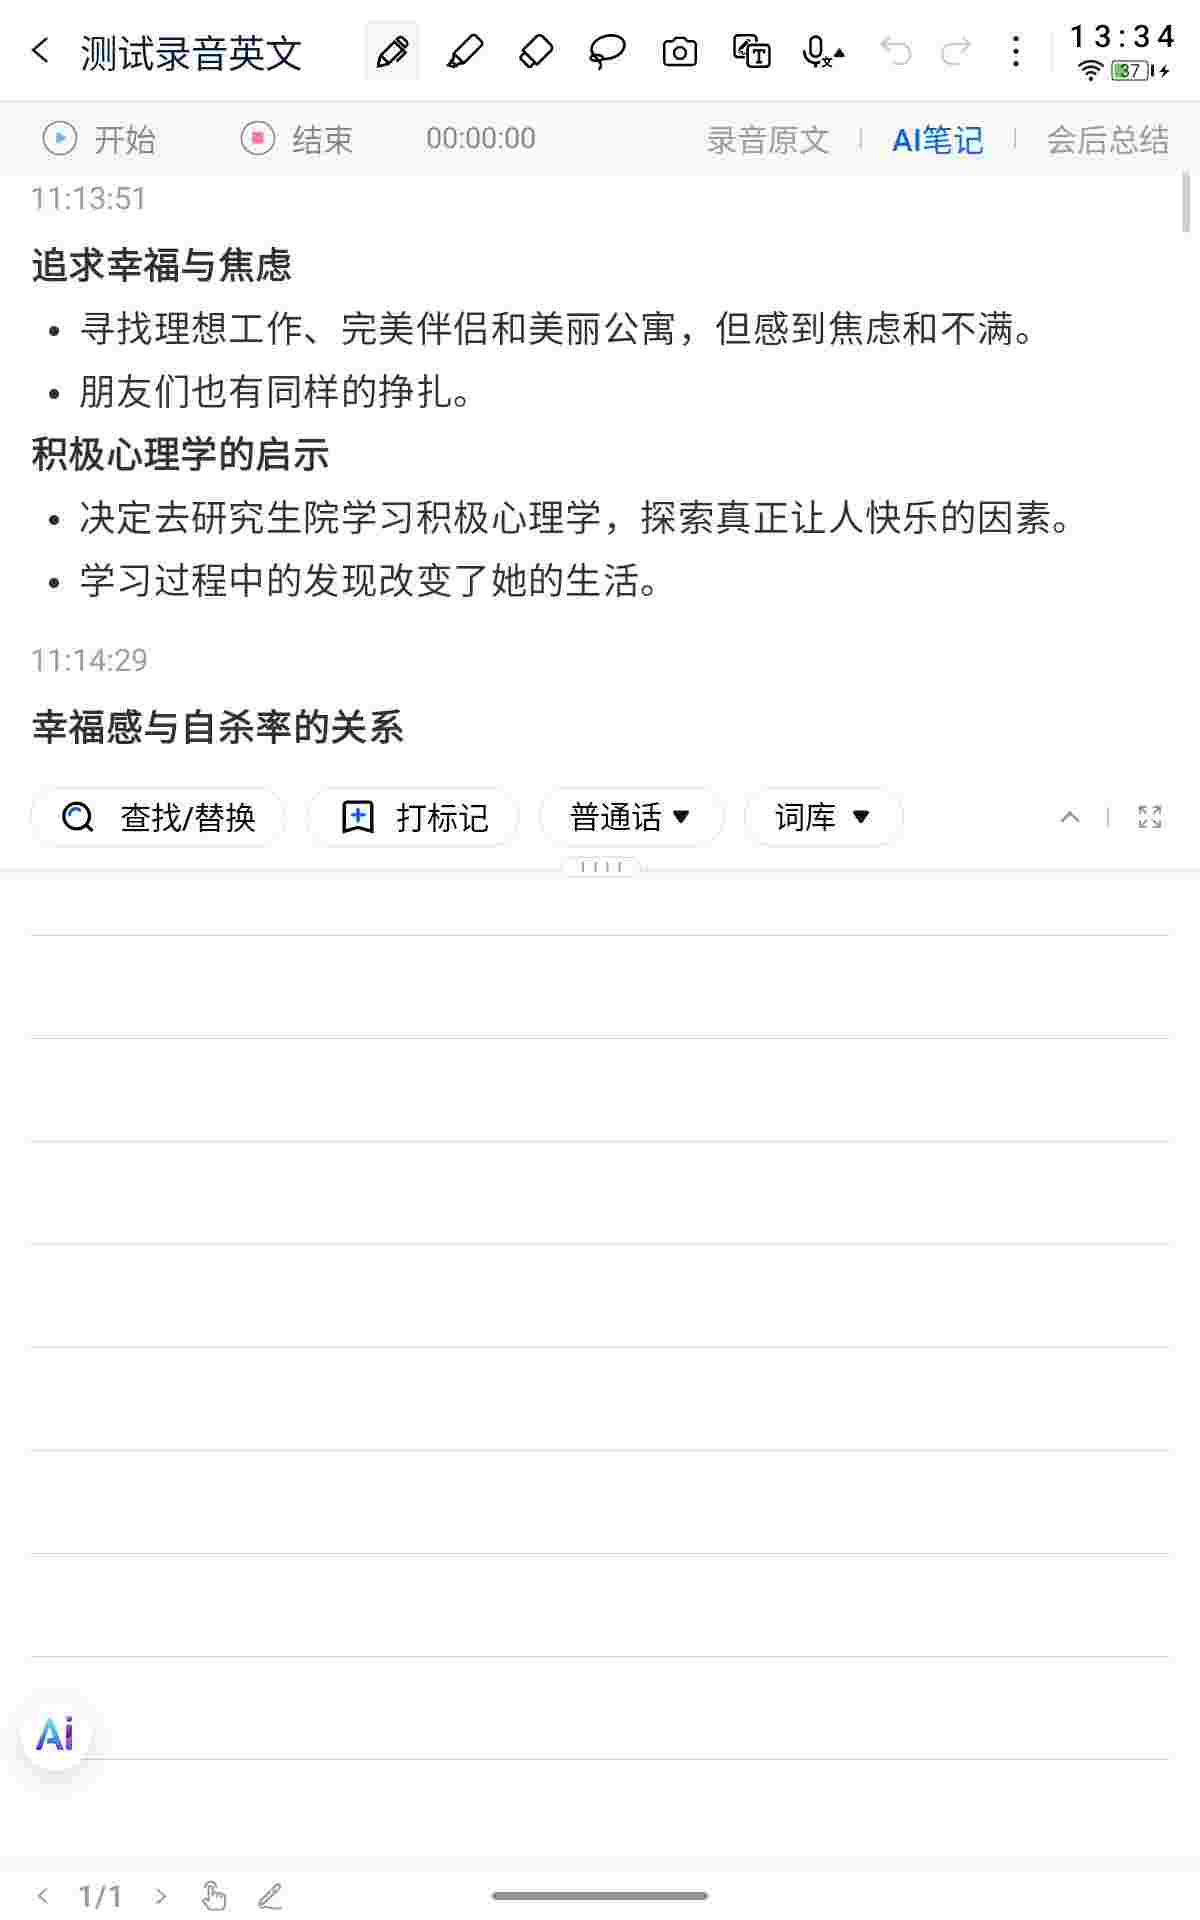 测试录音英文
13:34
37
开始
结束
00:00:00
录音原文
AI笔记
会后总结
11:13:51
追求幸福与焦虑
• 寻找理想工作、完美伴侣和美丽公寓，但感到焦虑和不满。
• 朋友们也有同样的挣扎。
积极心理学的启示
• 决定去研究生院学习积极心理学，探索真正让人快乐的因素。
• 学习过程中的发现改变了她的生活。
11:14:29
幸福感与自杀率的关系
查找/替换
打标记
普通话
词库
Ai
1/1